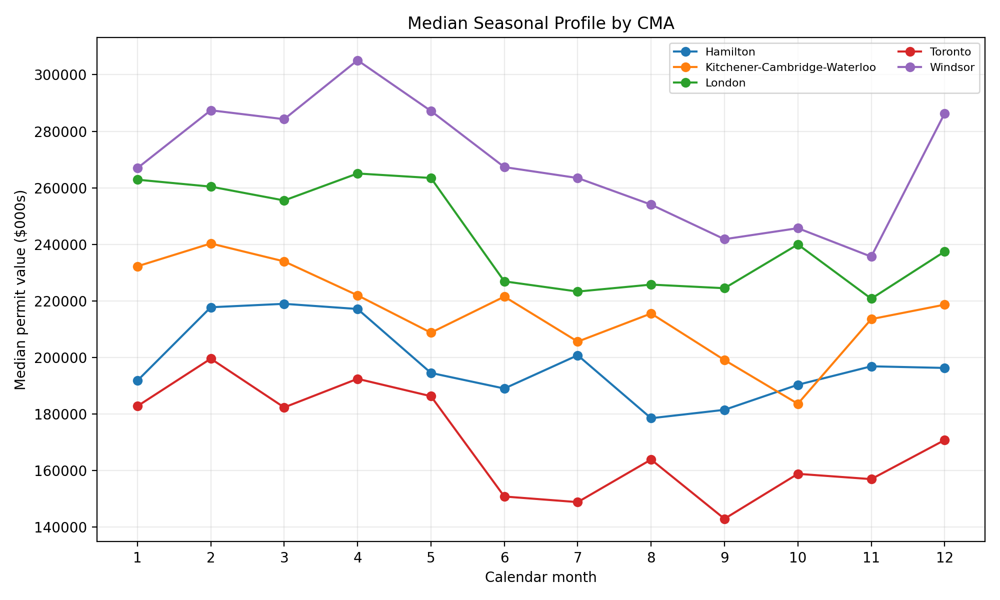 Median Seasonal Profile by CMA
Hamilton
Kitchener-Cambridge-Waterloo
London
Toronto
Windsor
Median permit value ($000s)
300000
280000
260000
240000
220000
200000
180000
160000
140000
1 2 3 4 5 6 7 8 9 10 11 12
Calendar month